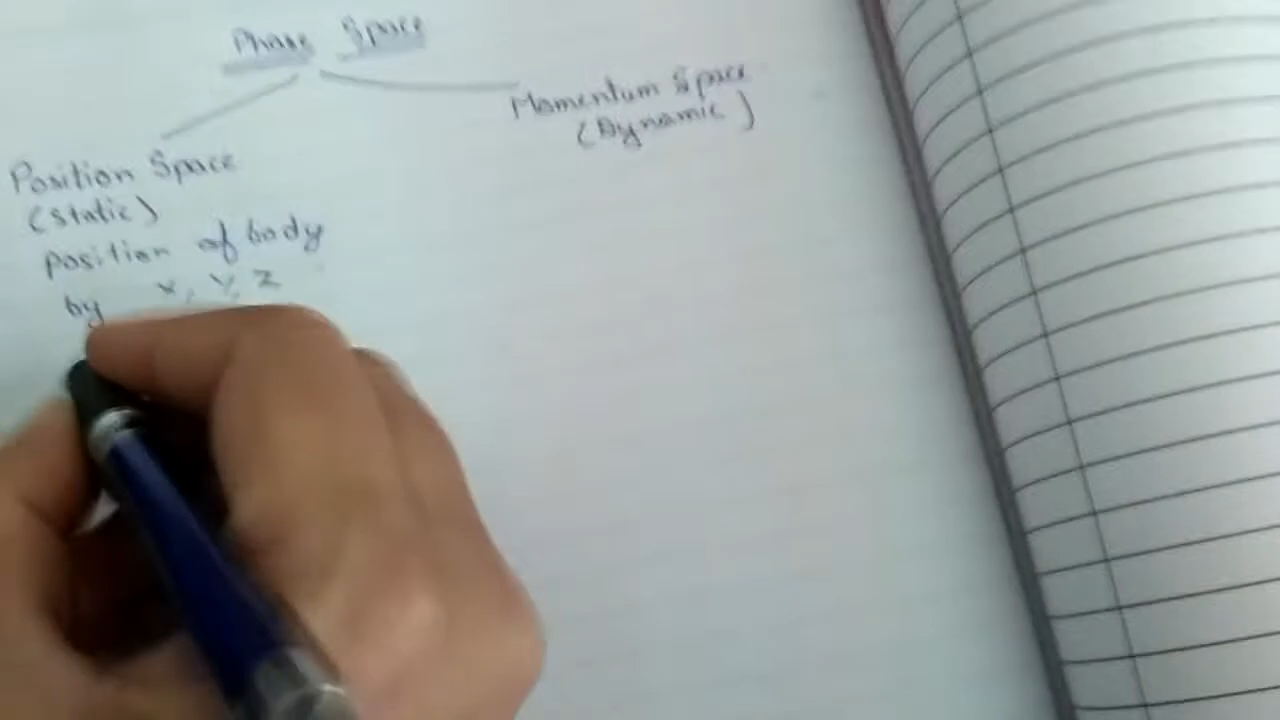 Phase Space
Momentum Space
(Dynamic)
Position Space
(static)
position of body
by X, Y, Z